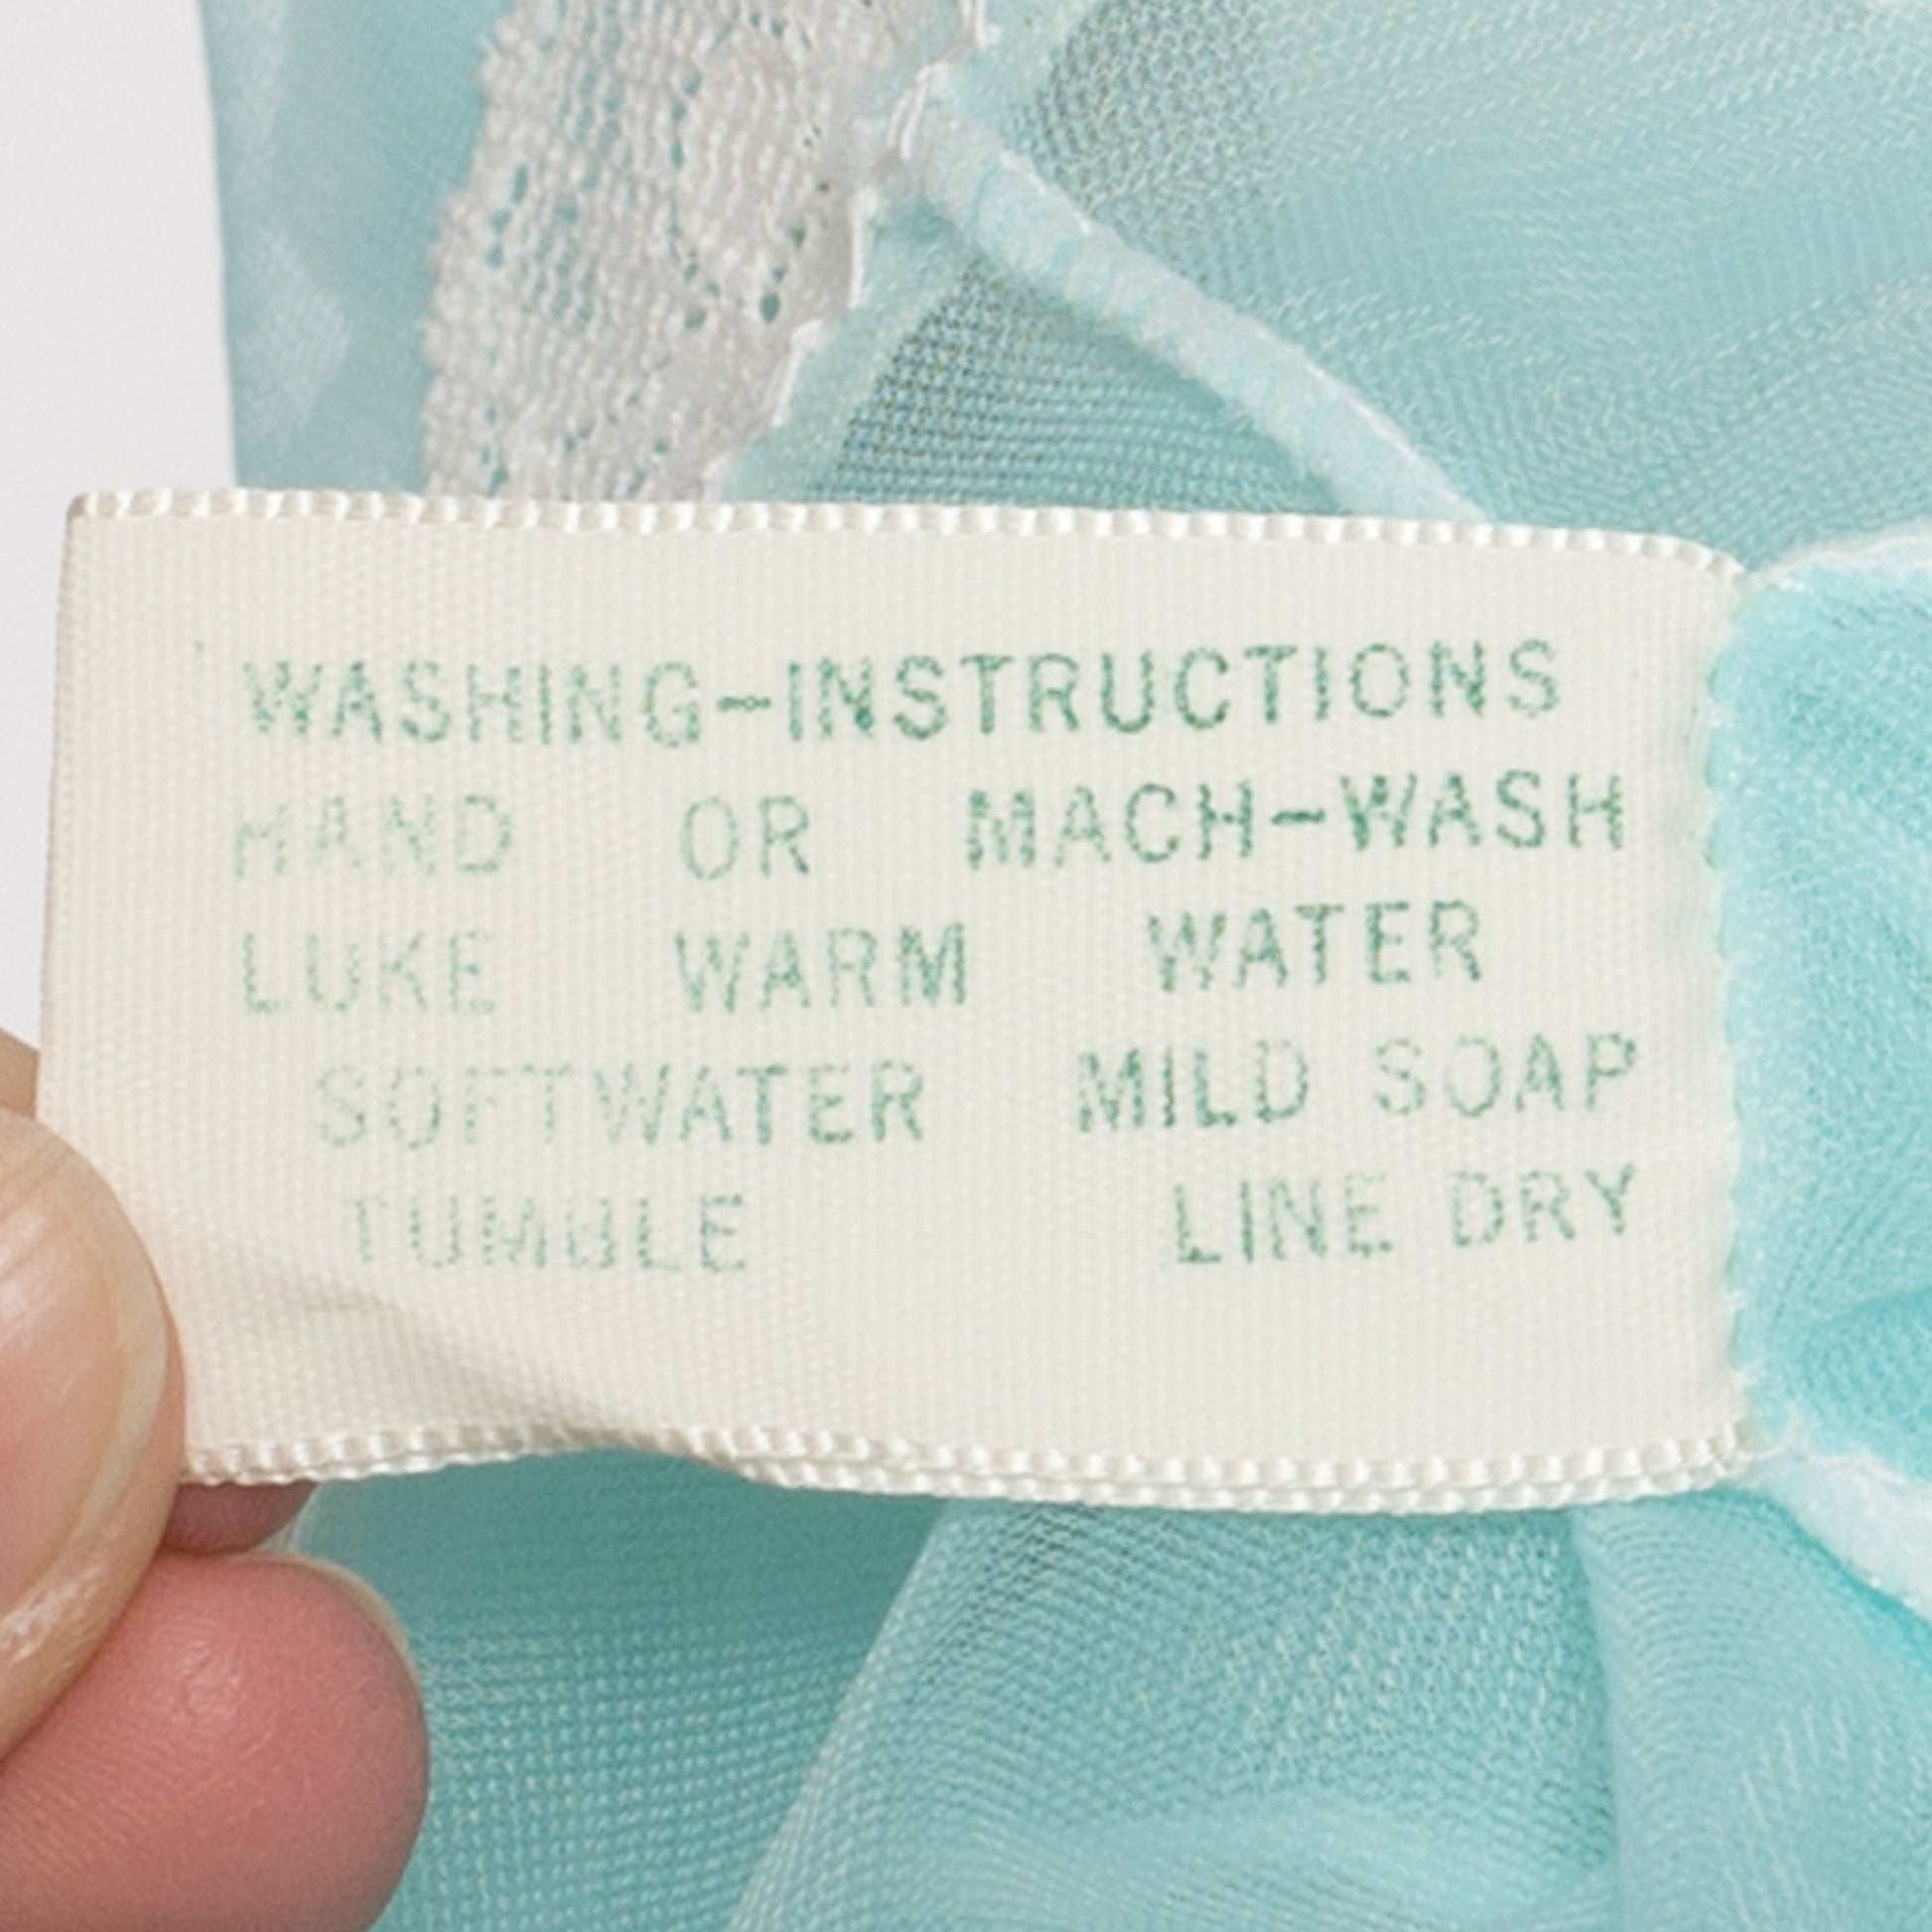 WASHING-INSTRUCTIONS
HAND OR MACH-WASH
LUKE WARM WATER
SOFTWATER MILD SOAP
TUMBLE LINE DRY